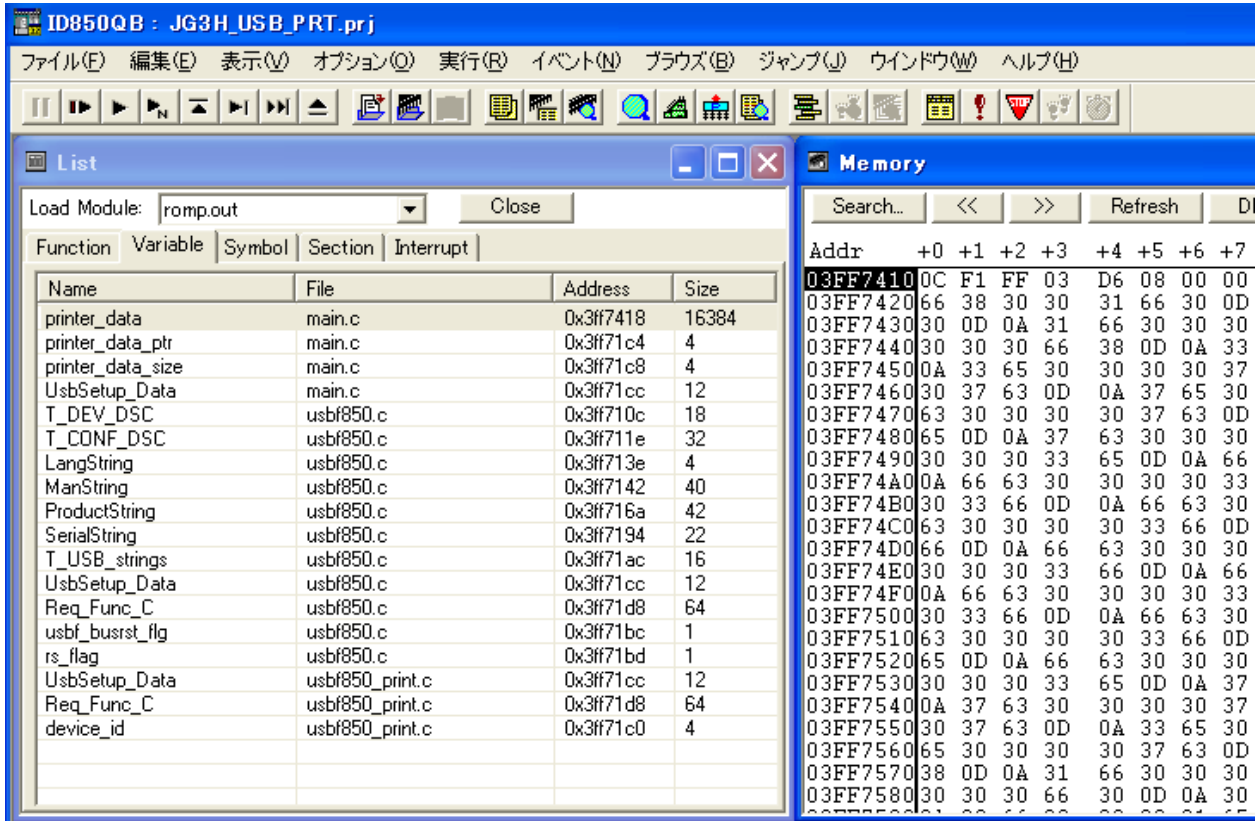 ID850QB : JG3H_USB_PRT.prj
ファイル(F) 編集(E) 表示(V) オプション(O) 実行(R) イベント(N) ブラウズ(B) ジャンプ(J) ウインドウ(W) ヘルプ(H)
List
Load Module: romp.out Close
Function Variable Symbol Section Interrupt
Name File Address Size
printer_data main.c 0x3ff7418 16384
printer_data_ptr main.c 0x3ff71c4 4
printer_data_size main.c 0x3ff71c8 4
UsbSetup_Data main.c 0x3ff71cc 12
T_DEV_DSC usbf850.c 0x3ff710c 18
T_CONF_DSC usbf850.c 0x3ff711e 32
LangString usbf850.c 0x3ff713e 4
ManString usbf850.c 0x3ff7142 40
ProductString usbf850.c 0x3ff716a 42
SerialString usbf850.c 0x3ff7194 22
T_USB_strings usbf850.c 0x3ff71ac 16
UsbSetup_Data usbf850.c 0x3ff71cc 12
Req_Func_C usbf850.c 0x3ff71d8 64
usbf_busrst_flg usbf850.c 0x3ff71bc 1
rs_flag usbf850.c 0x3ff71bd 1
UsbSetup_Data usbf850_print.c 0x3ff71cc 12
Req_Func_C usbf850_print.c 0x3ff71d8 64
device_id usbf850_print.c 0x3ff71c0 4
Memory
Search... << >> Refresh
Addr +0 +1 +2 +3 +4 +5 +6 +7
03FF7410 0C F1 FF 03 D6 08 00 00
03FF7420 66 38 30 30 31 66 30 0D
03FF7430 30 0D 0A 31 66 30 30 30
03FF7440 30 30 30 66 38 0D 0A 33
03FF7450 0A 33 65 30 30 30 30 37
03FF7460 30 37 63 0D 0A 37 65 30
03FF7470 63 30 30 30 30 37 63 0D
03FF7480 65 0D 0A 37 63 30 30 30
03FF7490 30 30 30 33 65 0D 0A 66
03FF74A0 0A 66 63 30 30 30 30 33
03FF74B0 30 33 66 0D 0A 66 63 30
03FF74C0 63 30 30 30 30 33 66 0D
03FF74D0 66 0D 0A 66 63 30 30 30
03FF74E0 30 30 30 33 66 0D 0A 66
03FF74F0 0A 66 63 30 30 30 30 33
03FF7500 30 33 66 0D 0A 66 63 30
03FF7510 63 30 30 30 30 33 66 0D
03FF7520 65 0D 0A 66 63 30 30 30
03FF7530 30 30 30 33 65 0D 0A 37
03FF7540 0A 37 63 30 30 30 30 37
03FF7550 30 37 63 0D 0A 33 65 30
03FF7560 65 30 30 30 30 37 63 0D
03FF7570 38 0D 0A 31 66 30 30 30
03FF7580 30 30 30 66 30 0D 0A 30